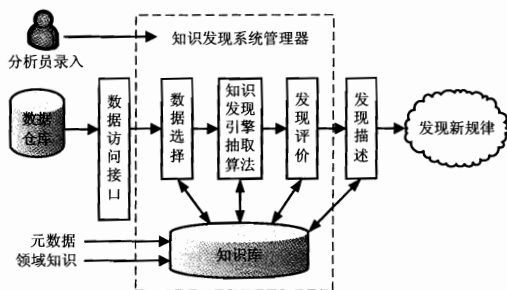 分析员录入
知识发现系统管理器
数据
仓库
数据访问接口
数据选择
知识
发现
引擎
抽取
算法
发现评价
发现描述
发现新规律
元数据
领域知识
知识库